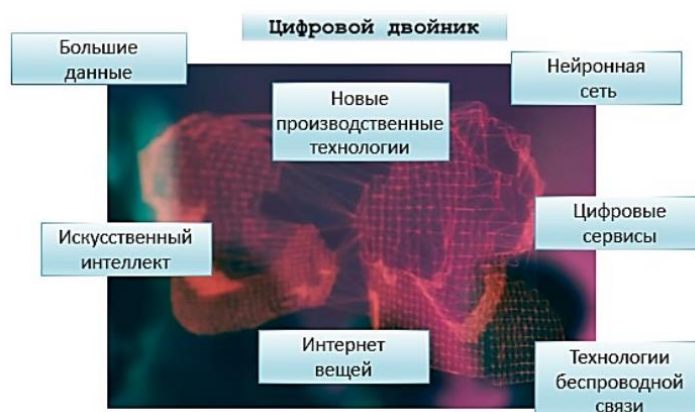 Цифровой двойник
Большие
данные
Нейронная
сеть
Новые
производственные
технологии
Искусственный
интеллект
Цифровые
сервисы
Интернет
вещей
Технологии
беспроводной
связи